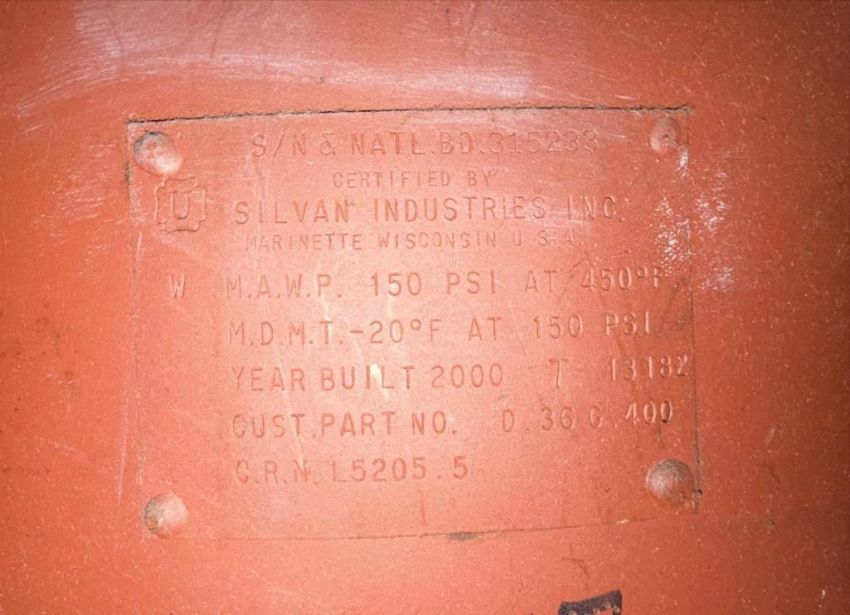 S/N & NATL.BD.315233
CERTIFIED BY
U SILVAN INDUSTRIES INC.
MARINETTE WISCONSIN U.S.A.
W M.A.W.P. 150 PSI AT 450°F
M.D.M.T.-20°F AT 150 PSI
YEAR BUILT 2000 T 13182
CUST.PART NO. D.36C.400
C.R.N. L5205.5